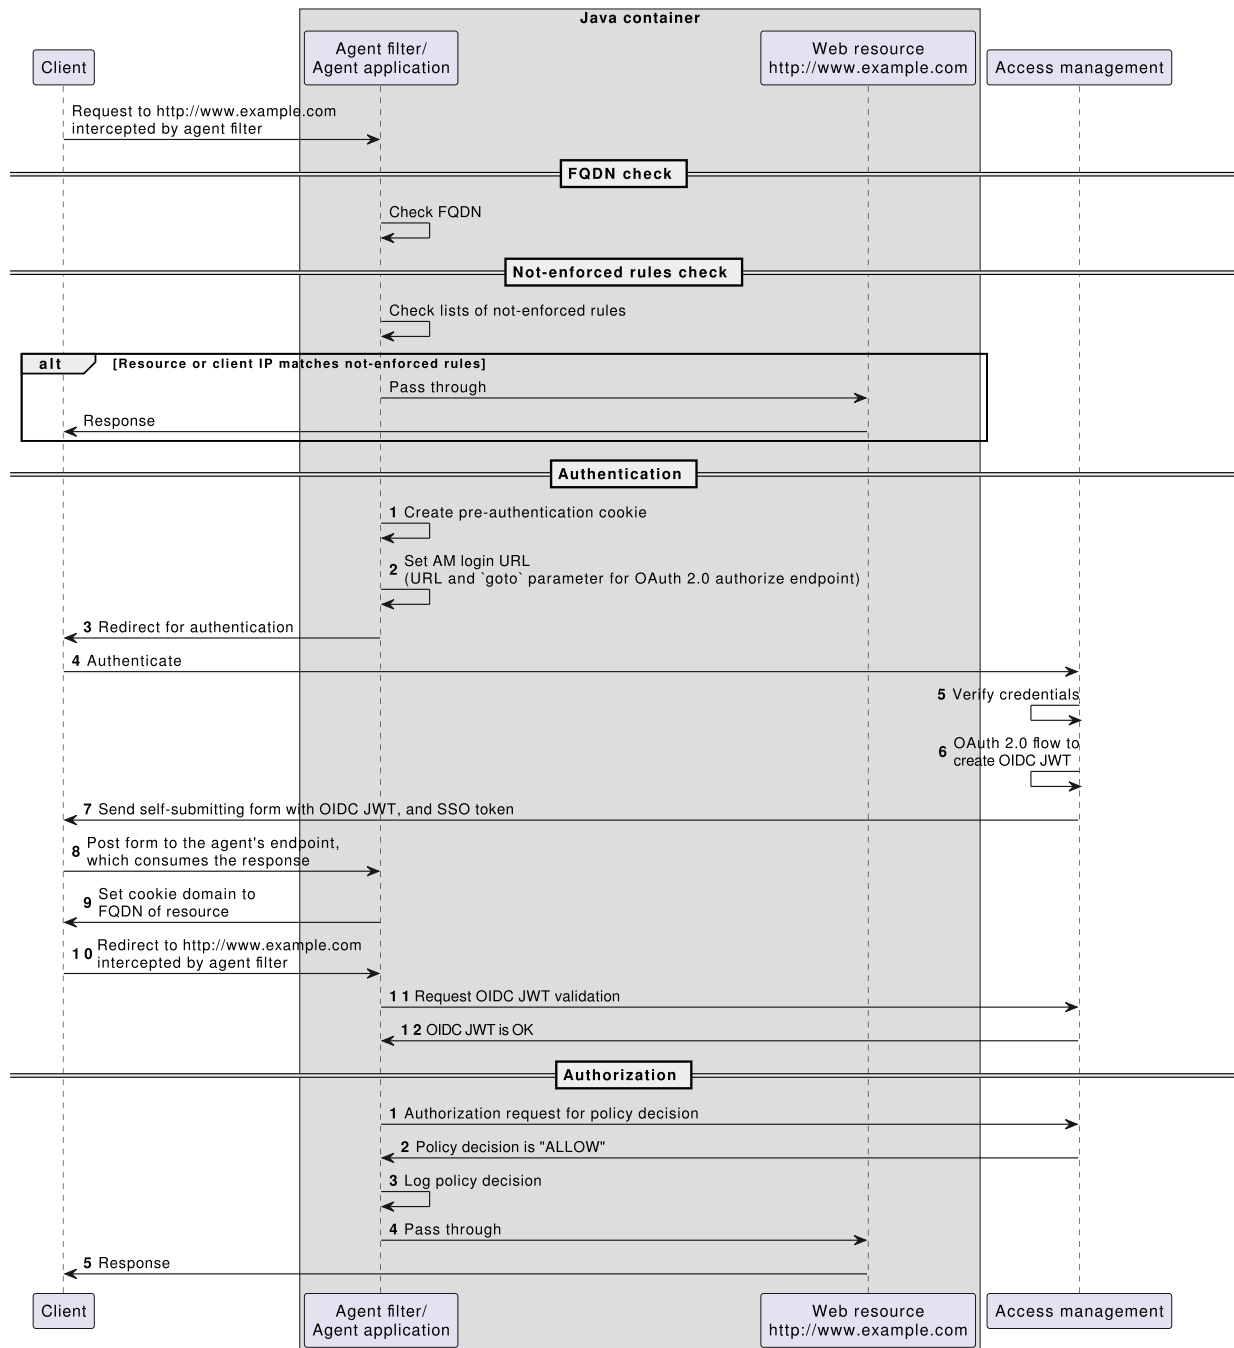 Java container
Client
Agent filter/
Agent application
Web resource
http://www.example.com
Access management
Request to http://www.example.com
intercepted by agent filter
FQDN check
Check FQDN
Not-enforced rules check
Check lists of not-enforced rules
alt [Resource or client IP matches not-enforced rules]
Pass through
Response
Authentication
1 Create pre-authentication cookie
2 Set AM login URL
(URL and `goto` parameter for OAuth 2.0 authorize endpoint)
3 Redirect for authentication
4 Authenticate
5 Verify credentials
6 OAuth 2.0 flow to
create OIDC JWT
7 Send self-submitting form with OIDC JWT, and SSO token
8 Post form to the agent's endpoint,
which consumes the response
9 Set cookie domain to
FQDN of resource
10 Redirect to http://www.example.com
intercepted by agent filter
11 Request OIDC JWT validation
12 OIDC JWT is OK
Authorization
1 Authorization request for policy decision
2 Policy decision is "ALLOW"
3 Log policy decision
4 Pass through
5 Response
Client
Agent filter/
Agent application
Web resource
http://www.example.com
Access management